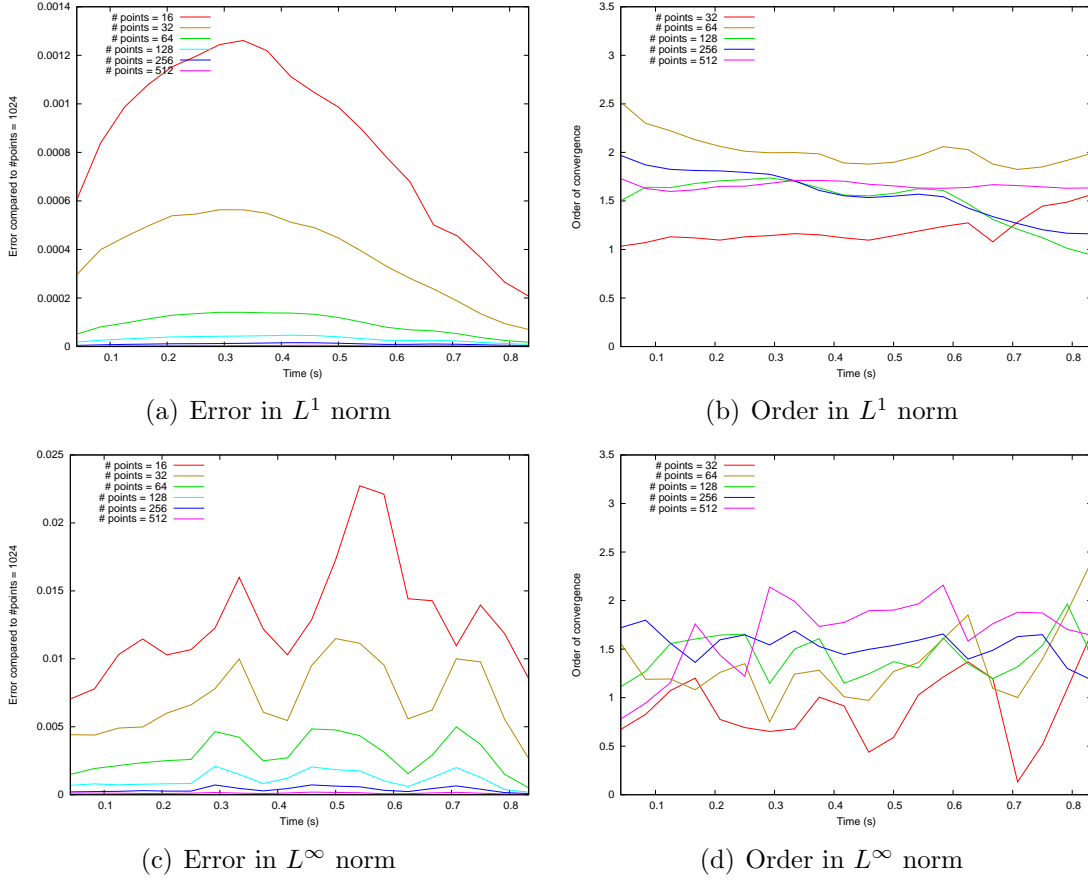 Error compared to #points = 1024
0.0014
0.0012
0.001
0.0008
0.0006
0.0004
0.0002
0
# points = 16
# points = 32
# points = 64
# points = 128
# points = 256
# points = 512
0.1 0.2 0.3 0.4 0.5 0.6 0.7 0.8
Time (s)
(a) Error in L¹ norm
Order of convergence
3.5
3
2.5
2
1.5
1
0.5
0
# points = 32
# points = 64
# points = 128
# points = 256
# points = 512
0.1 0.2 0.3 0.4 0.5 0.6 0.7 0.8
Time (s)
(b) Order in L¹ norm
Error compared to #points = 1024
0.025
0.02
0.015
0.01
0.005
0
# points = 16
# points = 32
# points = 64
# points = 128
# points = 256
# points = 512
0.1 0.2 0.3 0.4 0.5 0.6 0.7 0.8
Time (s)
(c) Error in L∞ norm
Order of convergence
3.5
3
2.5
2
1.5
1
0.5
0
# points = 32
# points = 64
# points = 128
# points = 256
# points = 512
0.1 0.2 0.3 0.4 0.5 0.6 0.7 0.8
Time (s)
(d) Order in L∞ norm